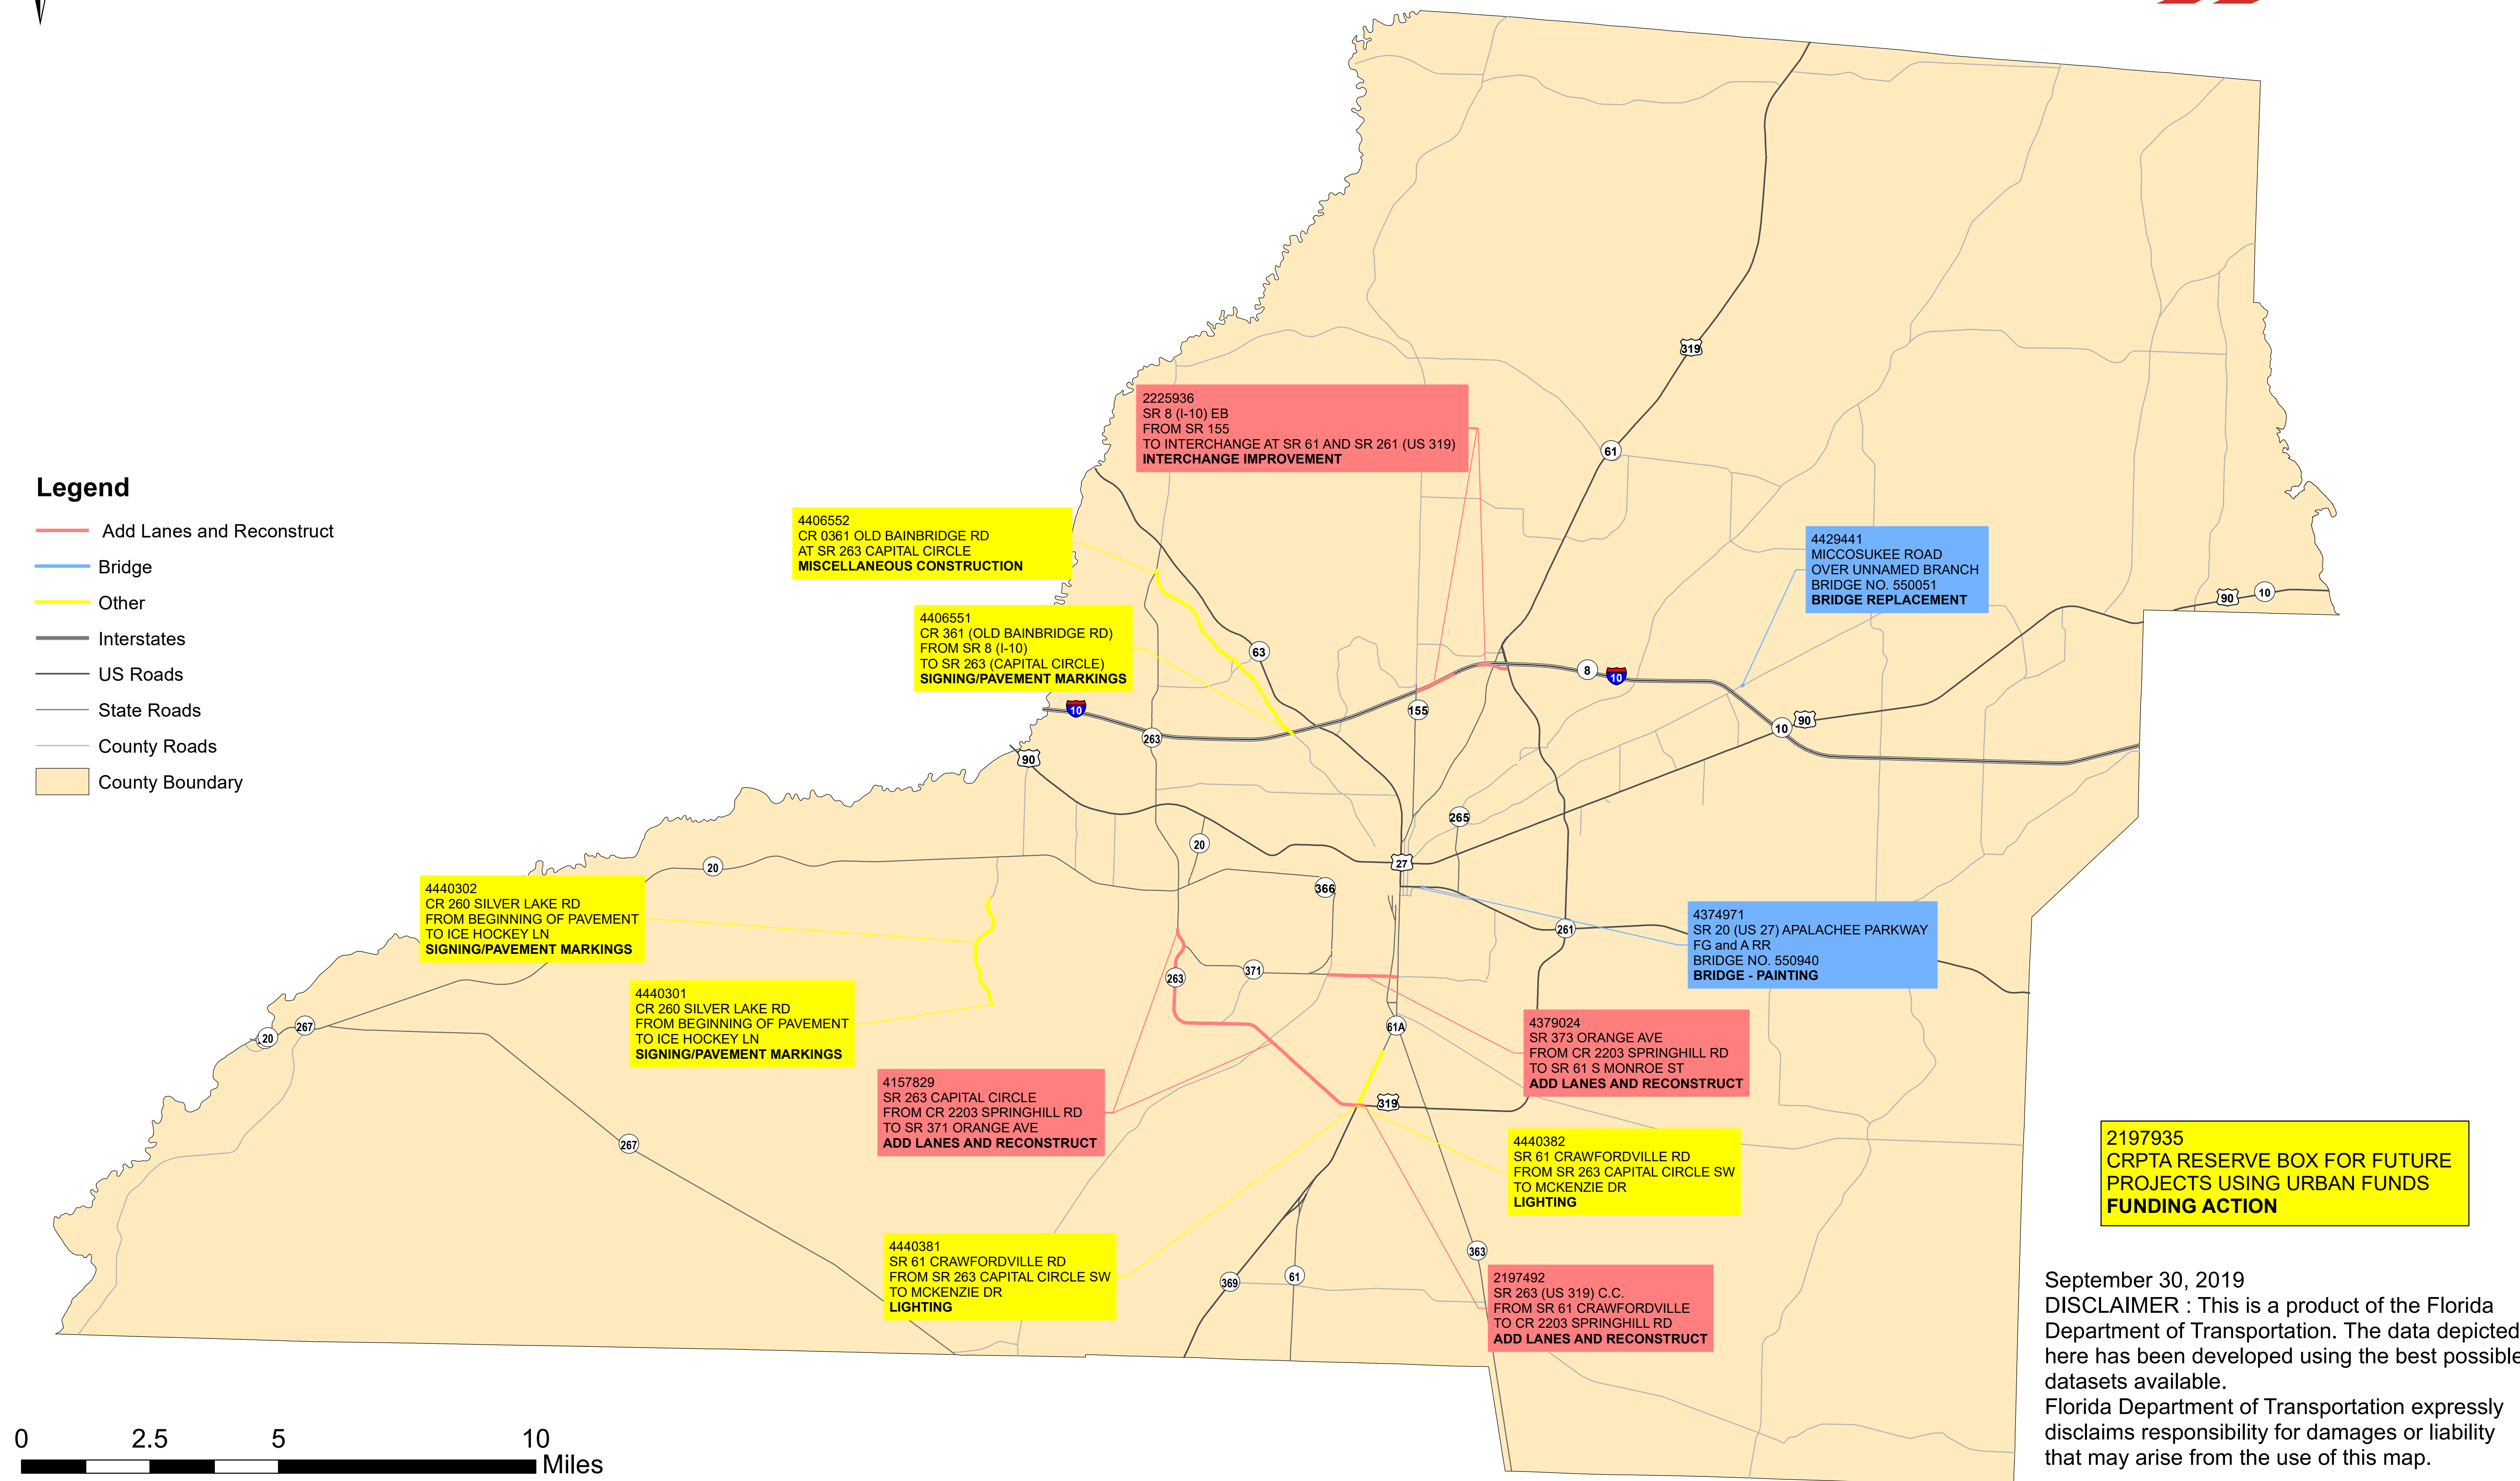 2225936
SR 8 (I-10) EB
FROM SR 155
TO INTERCHANGE AT SR 61 AND SR 261 (US 319)
INTERCHANGE IMPROVEMENT
4406552
CR 0361 OLD BAINBRIDGE RD
AT SR 263 CAPITAL CIRCLE
MISCELLANEOUS CONSTRUCTION
4406551
CR 361 (OLD BAINBRIDGE RD)
FROM SR 8 (I-10)
TO SR 263 (CAPITAL CIRCLE)
SIGNING/PAVEMENT MARKINGS
4429441
MICCOSUKEE ROAD
OVER UNNAMED BRANCH
BRIDGE NO. 550051
BRIDGE REPLACEMENT
Legend
Add Lanes and Reconstruct
Bridge
Other
Interstates
US Roads
State Roads
County Roads
County Boundary
319
61
63
8
10
155
10
263
90
10
90
90
10
265
20
27
20
366
261
371
263
61A
267
20
319
267
363
369
61
4440302
CR 260 SILVER LAKE RD
FROM BEGINNING OF PAVEMENT
TO ICE HOCKEY LN
SIGNING/PAVEMENT MARKINGS
4440301
CR 260 SILVER LAKE RD
FROM BEGINNING OF PAVEMENT
TO ICE HOCKEY LN
SIGNING/PAVEMENT MARKINGS
4374971
SR 20 (US 27) APALACHEE PARKWAY
FG and A RR
BRIDGE NO. 550940
BRIDGE - PAINTING
4379024
SR 373 ORANGE AVE
FROM CR 2203 SPRINGHILL RD
TO SR 61 S MONROE ST
ADD LANES AND RECONSTRUCT
4157829
SR 263 CAPITAL CIRCLE
FROM CR 2203 SPRINGHILL RD
TO SR 371 ORANGE AVE
ADD LANES AND RECONSTRUCT
4440382
SR 61 CRAWFORDVILLE RD
FROM SR 263 CAPITAL CIRCLE SW
TO MCKENZIE DR
LIGHTING
4440381
SR 61 CRAWFORDVILLE RD
FROM SR 263 CAPITAL CIRCLE SW
TO MCKENZIE DR
LIGHTING
2197492
SR 263 (US 319) C.C.
FROM SR 61 CRAWFORDVILLE
TO CR 2203 SPRINGHILL RD
ADD LANES AND RECONSTRUCT
2197935
CRPTA RESERVE BOX FOR FUTURE
PROJECTS USING URBAN FUNDS
FUNDING ACTION
September 30, 2019
DISCLAIMER : This is a product of the Florida
Department of Transportation. The data depicted
here has been developed using the best possible
datasets available.
Florida Department of Transportation expressly
disclaims responsibility for damages or liability
that may arise from the use of this map.
0 2.5 5 10
Miles